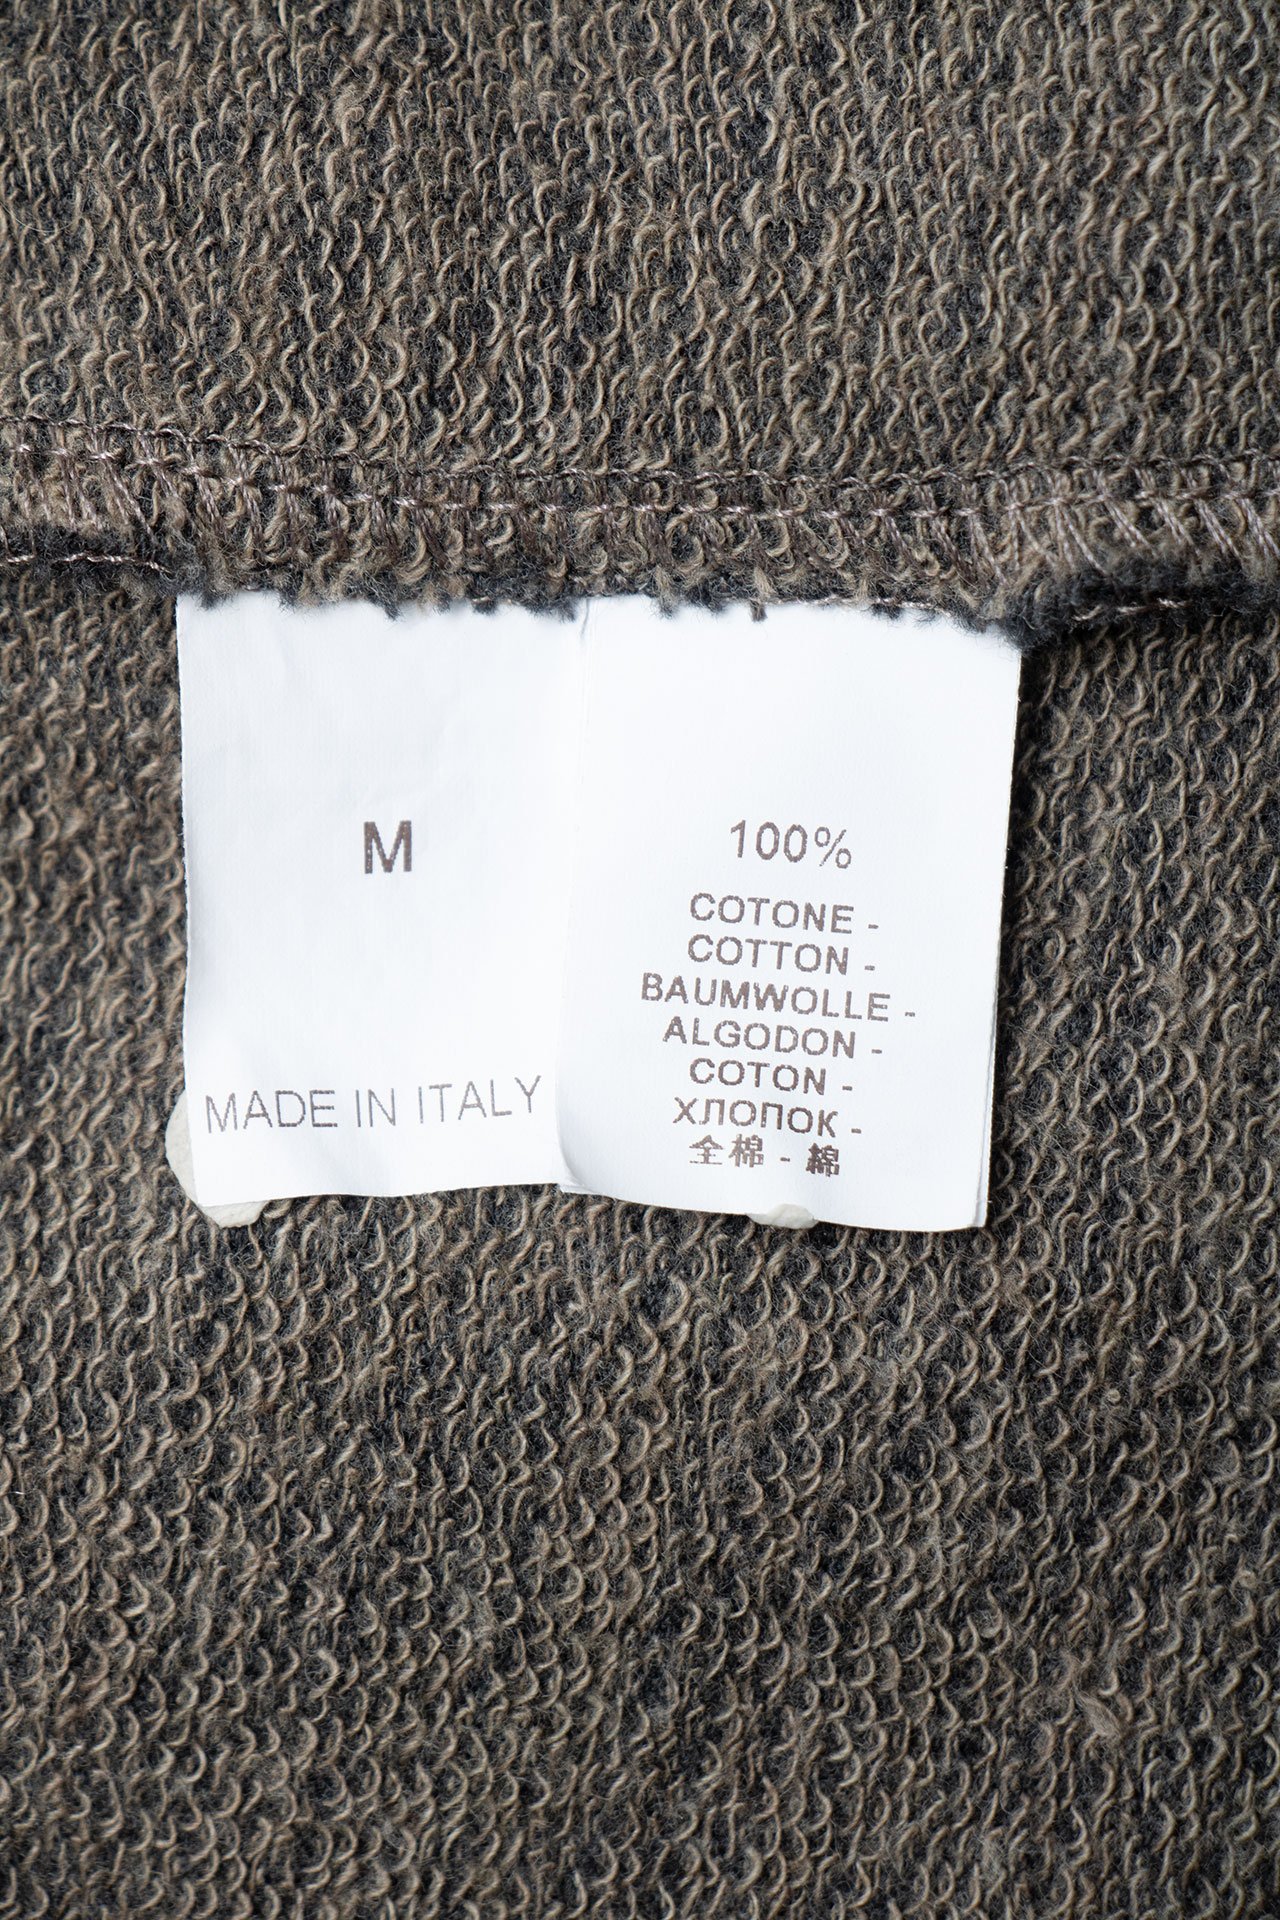 M
MADE IN ITALY
100%
COTONE -
COTTON -
BAUMWOLLE -
ALGODON -
COTON -
ХЛОПОК -
全棉 - 綿